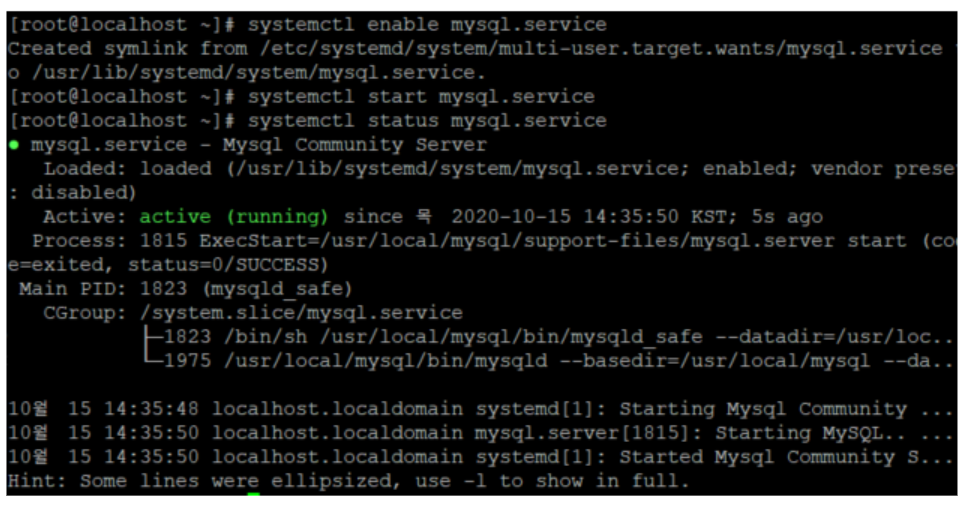 [root@localhost ~]# systemctl enable mysql.service
Created symlink from /etc/systemd/system/multi-user.target.wants/mysql.service
o /usr/lib/systemd/system/mysql.service.
[root@localhost ~]# systemctl start mysql.service
[root@localhost ~]# systemctl status mysql.service
● mysql.service - Mysql Community Server
Loaded: loaded (/usr/lib/systemd/system/mysql.service; enabled; vendor prese
: disabled)
Active: active (running) since 목 2020-10-15 14:35:50 KST; 5s ago
Process: 1815 ExecStart=/usr/local/mysql/support-files/mysql.server start (co
e=exited, status=0/SUCCESS)
Main PID: 1823 (mysqld_safe)
CGroup: /system.slice/mysql.service
├─1823 /bin/sh /usr/local/mysql/bin/mysqld_safe --datadir=/usr/loc..
└─1975 /usr/local/mysql/bin/mysqld --basedir=/usr/local/mysql --da..
10월 15 14:35:48 localhost.localdomain systemd[1]: Starting Mysql Community ...
10월 15 14:35:50 localhost.localdomain mysql.server[1815]: Starting MySQL.. ...
10월 15 14:35:50 localhost.localdomain systemd[1]: Started Mysql Community S...
Hint: Some lines were ellipsized, use -l to show in full.